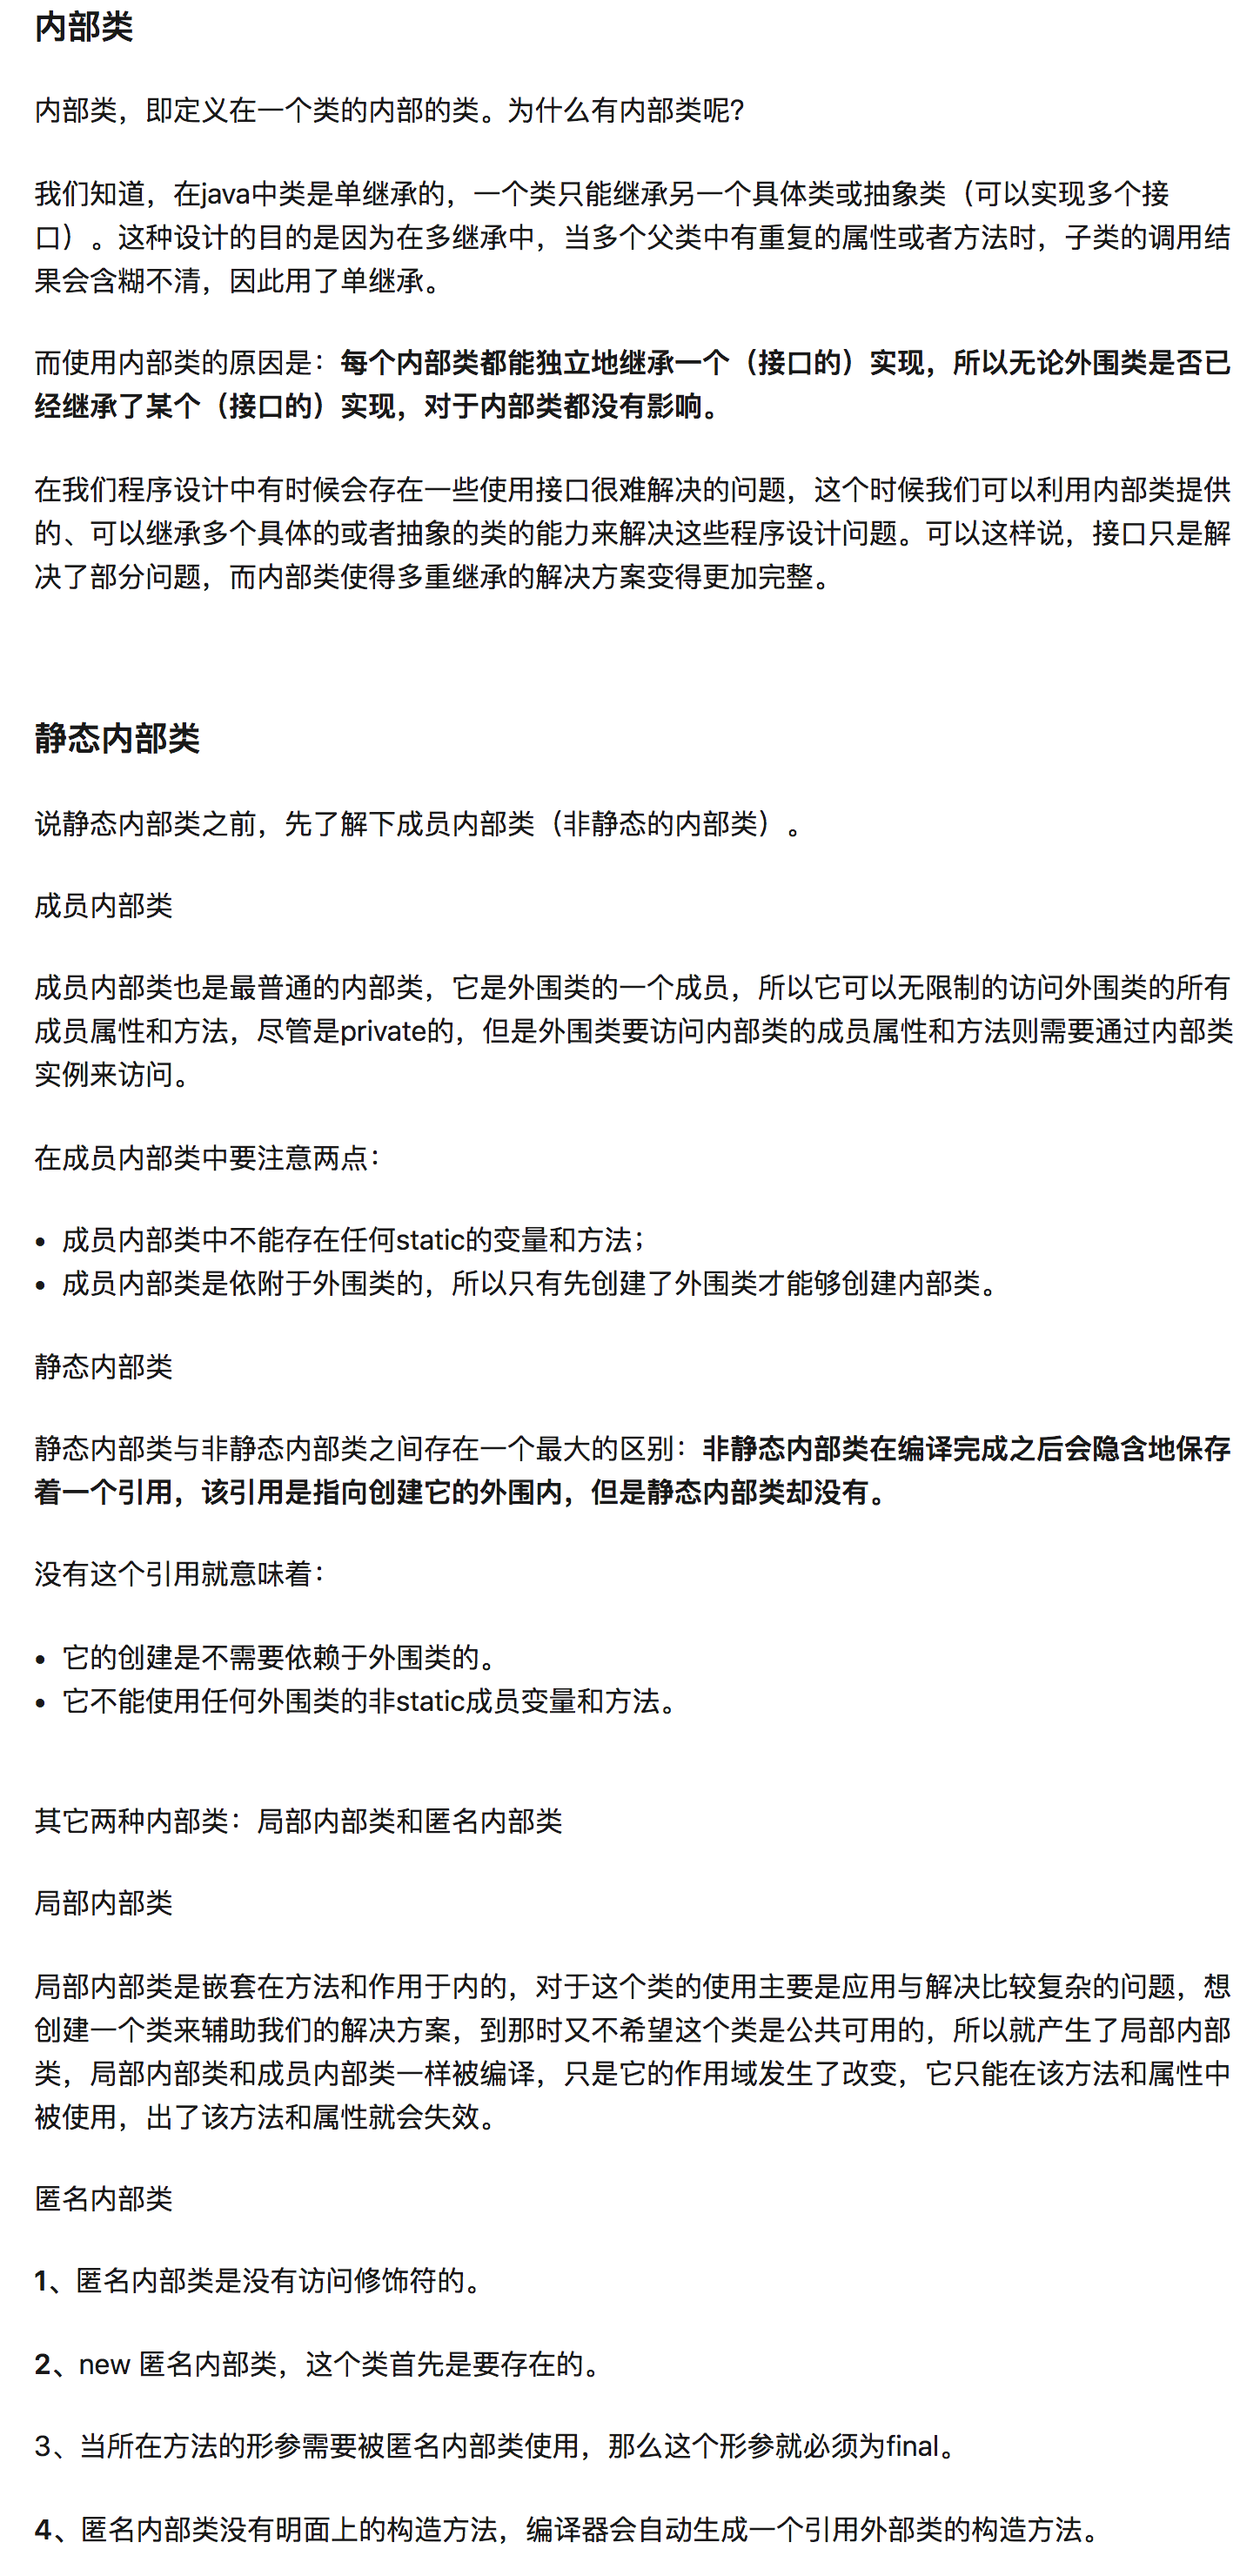 内部类
内部类，即定义在一个类的内部的类。为什么有内部类呢?
我们知道，在java中类是单继承的，一个类只能继承另一个具体类或抽象类（可以实现多个接
口）。这种设计的目的是因为在多继承中，当多个父类中有重复的属性或者方法时，子类的调用结
果会含糊不清，因此用了单继承。
而使用内部类的原因是：每个内部类都能独立地继承一个（接口的）实现，所以无论外围类是否已
经继承了某个（接口的）实现，对于内部类都没有影响。
在我们程序设计中有时候会存在一些使用接口很难解决的问题，这个时候我们可以利用内部类提供
的、可以继承多个具体的或者抽象的类的能力来解决这些程序设计问题。可以这样说，接口只是解
决了部分问题，而内部类使得多重继承的解决方案变得更加完整。
静态内部类
说静态内部类之前，先了解下成员内部类（非静态的内部类）。
成员内部类
成员内部类也是最普通的内部类，它是外围类的一个成员，所以它可以无限制的访问外围类的所有
成员属性和方法，尽管是private的，但是外围类要访问内部类的成员属性和方法则需要通过内部类
实例来访问。
在成员内部类中要注意两点：
• 成员内部类中不能存在任何static的变量和方法；
• 成员内部类是依附于外围类的，所以只有先创建了外围类才能够创建内部类。
静态内部类
静态内部类与非静态内部类之间存在一个最大的区别：非静态内部类在编译完成之后会隐含地保存
着一个引用，该引用是指向创建它的外围内，但是静态内部类却没有。
没有这个引用就意味着：
• 它的创建是不需要依赖于外围类的。
• 它不能使用任何外围类的非static成员变量和方法。
其它两种内部类：局部内部类和匿名内部类
局部内部类
局部内部类是嵌套在方法和作用于内的，对于这个类的使用主要是应用与解决比较复杂的问题，想
创建一个类来辅助我们的解决方案，到那时又不希望这个类是公共可用的，所以就产生了局部内部
类，局部内部类和成员内部类一样被编译，只是它的作用域发生了改变，它只能在该方法和属性中
被使用，出了该方法和属性就会失效。
匿名内部类
1、匿名内部类是没有访问修饰符的。
2、new 匿名内部类，这个类首先是要存在的。
3、当所在方法的形参需要被匿名内部类使用，那么这个形参就必须为final。
4、匿名内部类没有明面上的构造方法，编译器会自动生成一个引用外部类的构造方法。